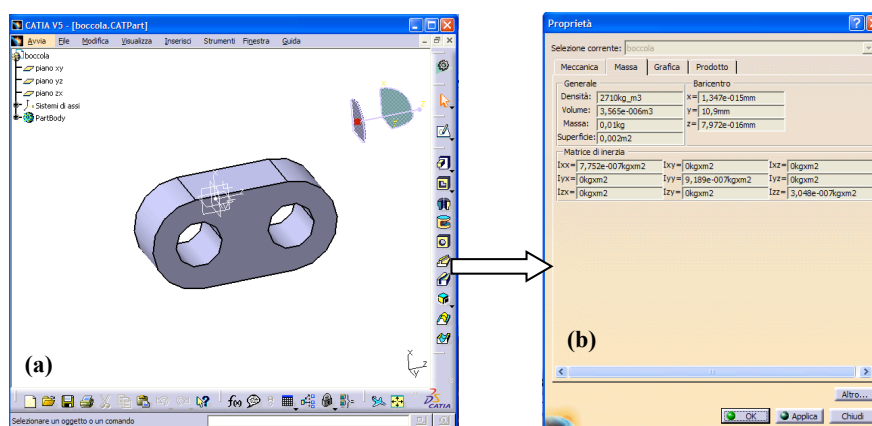 CATIA V5 - [boccola.CATPart]
Avvia File Modifica Visualizza Inserisci Strumenti Finestra Guida
boccola
piano xy
piano yz
piano zx
Sistemi di assi
PartBody
x
z
y
(a)
f(x)
CATIA
Selezionare un oggetto o un comando
Proprietà
Selezione corrente: boccola
Meccanica Massa Grafica Prodotto
Generale Baricentro
Densità: 2710kg_m3 x= 1,347e-015mm
Volume: 3,565e-006m3 y= 10,9mm
Massa: 0,01kg z= 7,972e-016mm
Superficie: 0,002m2
Matrice di inerzia
Ixx= 7,752e-007kgxm2 Ixy= 0kgxm2 Ixz= 0kgxm2
Iyx= 0kgxm2 Iyy= 9,189e-007kgxm2 Iyz= 0kgxm2
Izx= 0kgxm2 Izy= 0kgxm2 Izz= 3,048e-007kgxm2
(b)
Altro...
OK Applica Chiudi